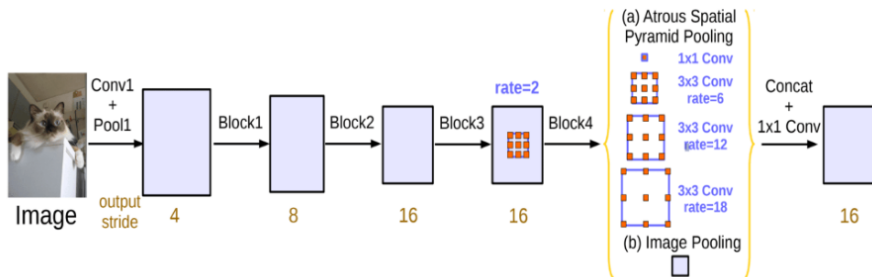 (a) Atrous Spatial
Pyramid Pooling
1x1 Conv
3x3 Conv
rate=6
3x3 Conv
rate=12
3x3 Conv
rate=18
(b) Image Pooling
Conv1
+
Pool1
Block1
Block2
Block3
rate=2
Block4
Concat
+
1x1 Conv
Image
output
stride
4
8
16
16
16